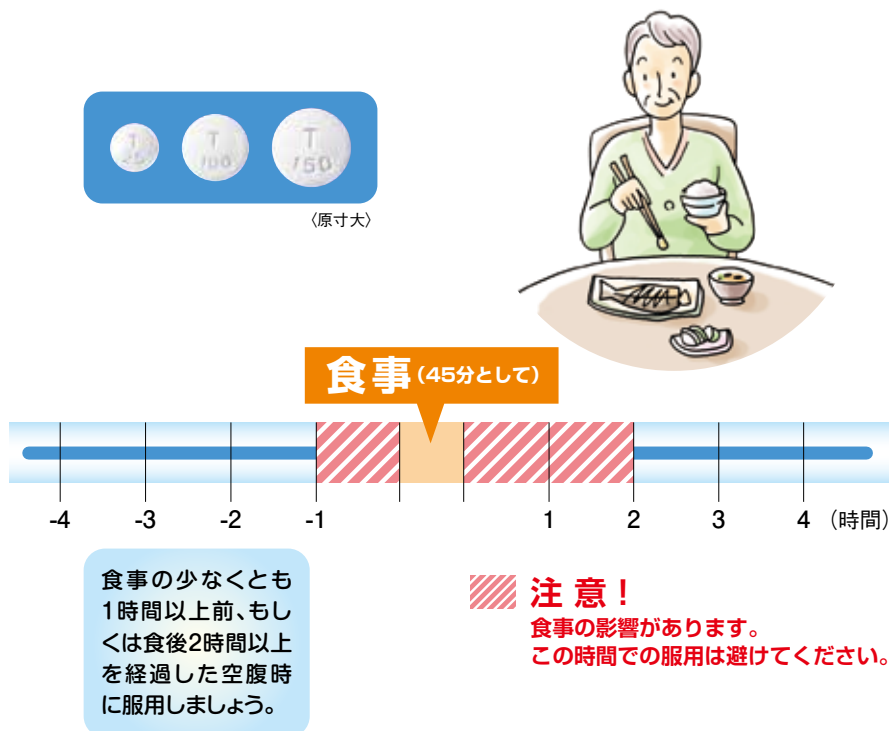 T
25
T
100
T
150
〈原寸大〉
食事（45分として）
-4 -3 -2 -1 1 2 3 4 （時間）
食事の少なくとも
1時間以上前、もし
くは食後2時間以上
を経過した空腹時
に服用しましょう。
注意！
食事の影響があります。
この時間での服用は避けてください。